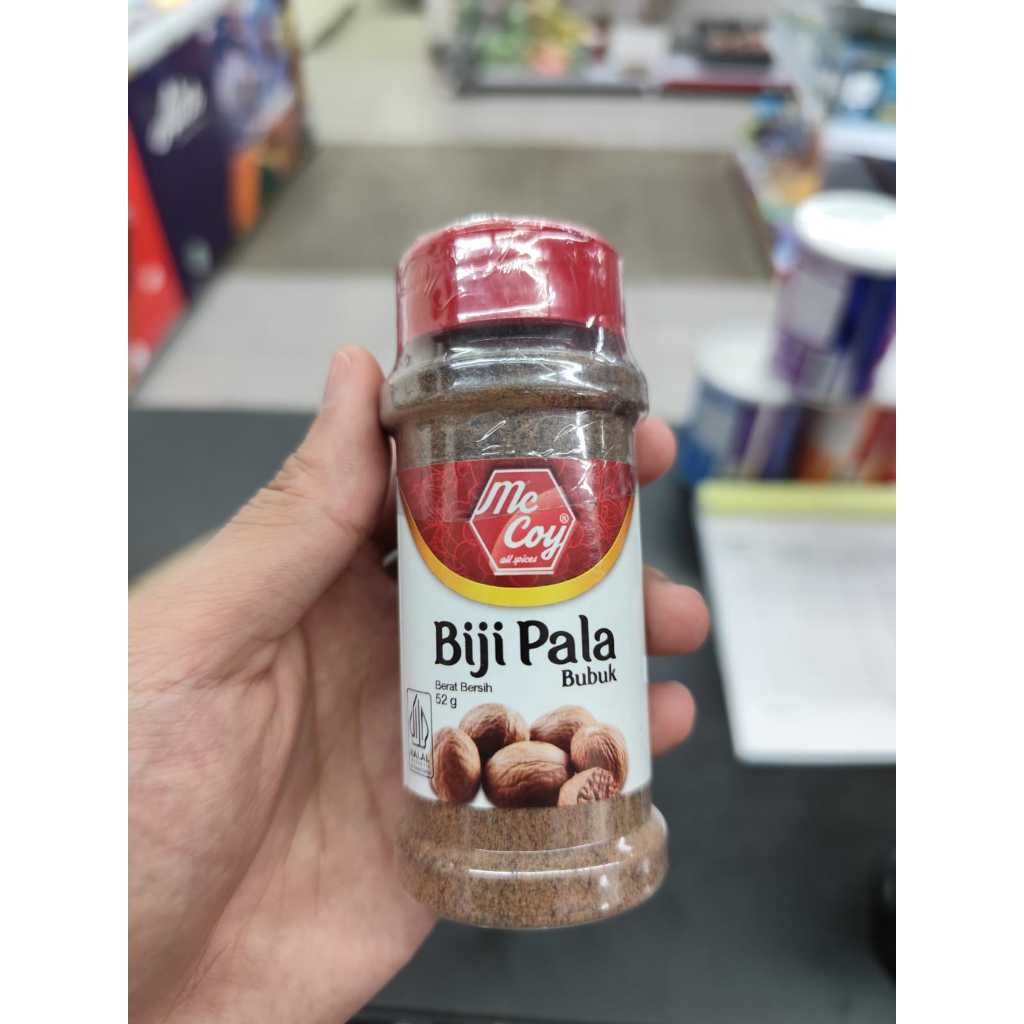 Mc
Coy®
all spices
Biji Pala
Bubuk
Berat Bersih
52 g
HALAL